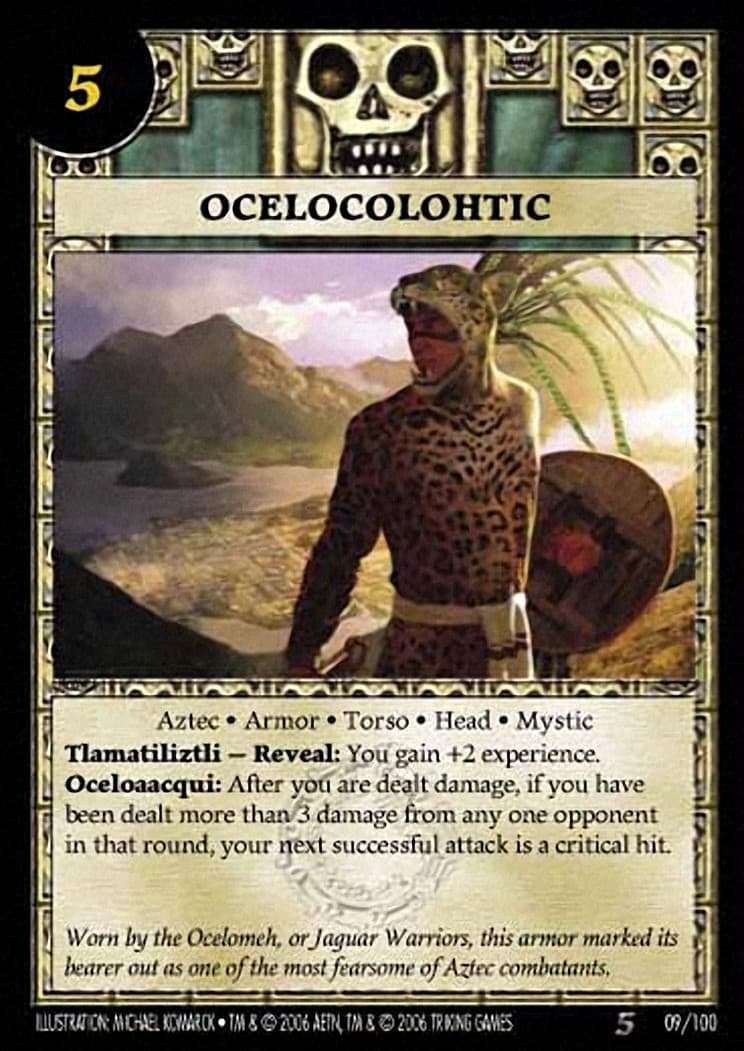 5
OCELOCOLOHTIC
Aztec • Armor • Torso • Head • Mystic
Tlamatiliztli – Reveal: You gain +2 experience.
Oceloaacqui: After you are dealt damage, if you have
been dealt more than 3 damage from any one opponent
in that round, your next successful attack is a critical hit.
Worn by the Ocelomeh, or Jaguar Warriors, this armor marked its
bearer out as one of the most fearsome of Aztec combatants.
ILLUSTRATION: MICHAEL KOMARCK • TM & © 2006 AETN, TM & © 2006 TRIKING GAMES 5 09/100